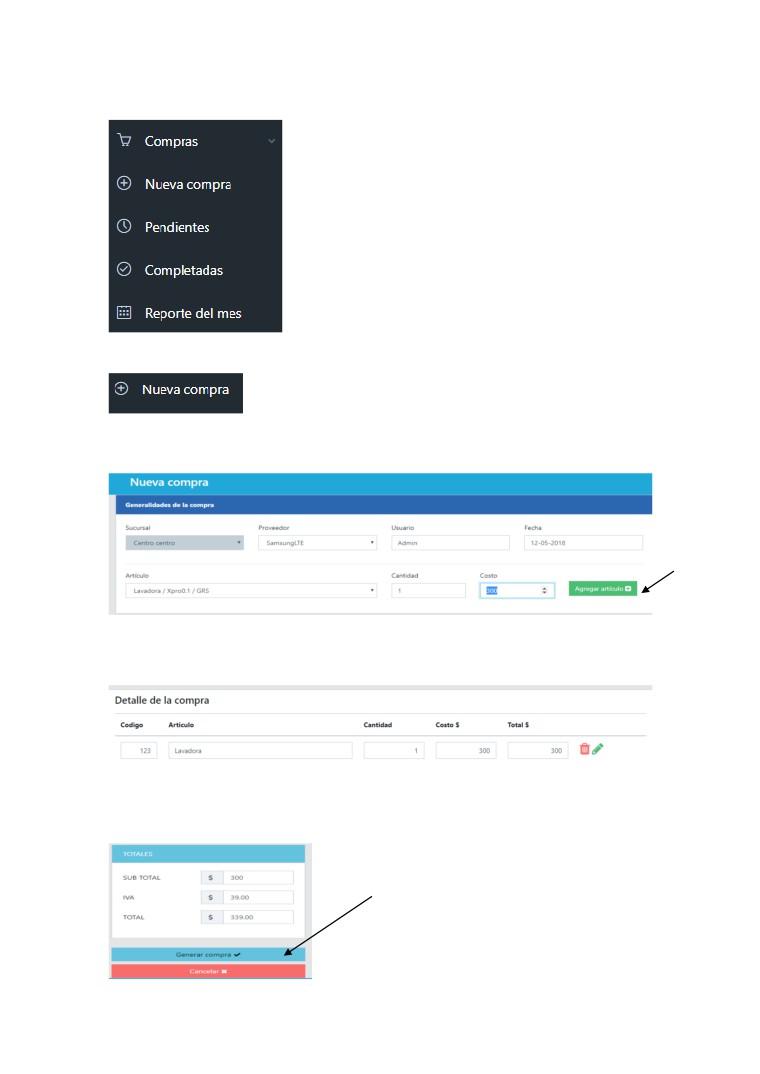 Compras
Nueva compra
Pendientes
Completadas
Reporte del mes
Nueva compra
Nueva compra
Generalidades de la compra
Sucursal Proveedor Usuario Fecha
Centro centro SamsungLTE Admin 12-05-2018
Artículo Cantidad Costo
Lavadora / Xpro0.1 / GRS 1 300 Agregar artículo
Detalle de la compra
Codigo Artículo Cantidad Costo $ Total $
123 Lavadora 1 300 300
TOTALES
SUB TOTAL $ 300
IVA $ 39.00
TOTAL $ 339.00
Generar compra
Cancelar